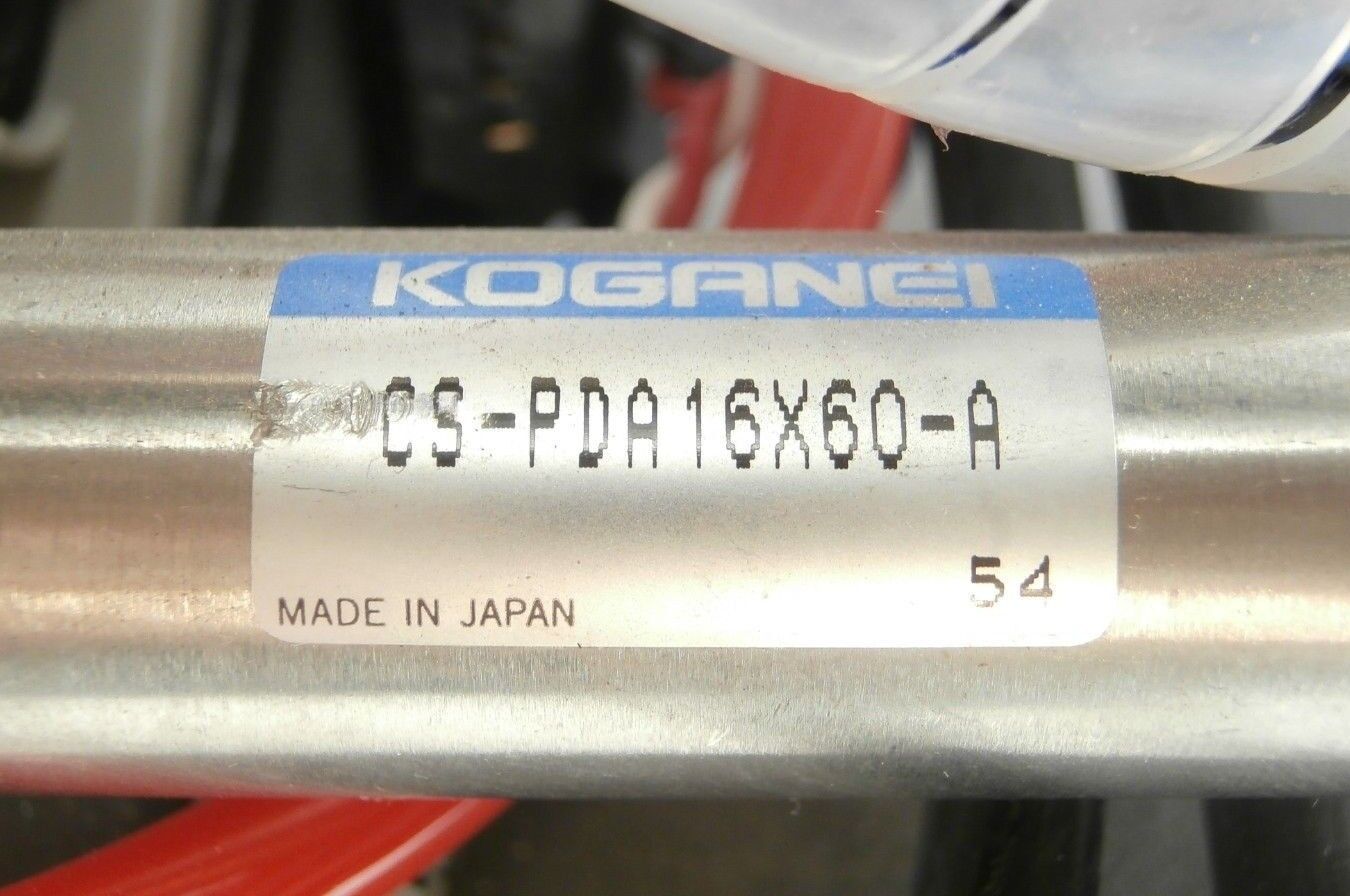 KOGANEI
CS-PDA16X60-A
54
MADE IN JAPAN